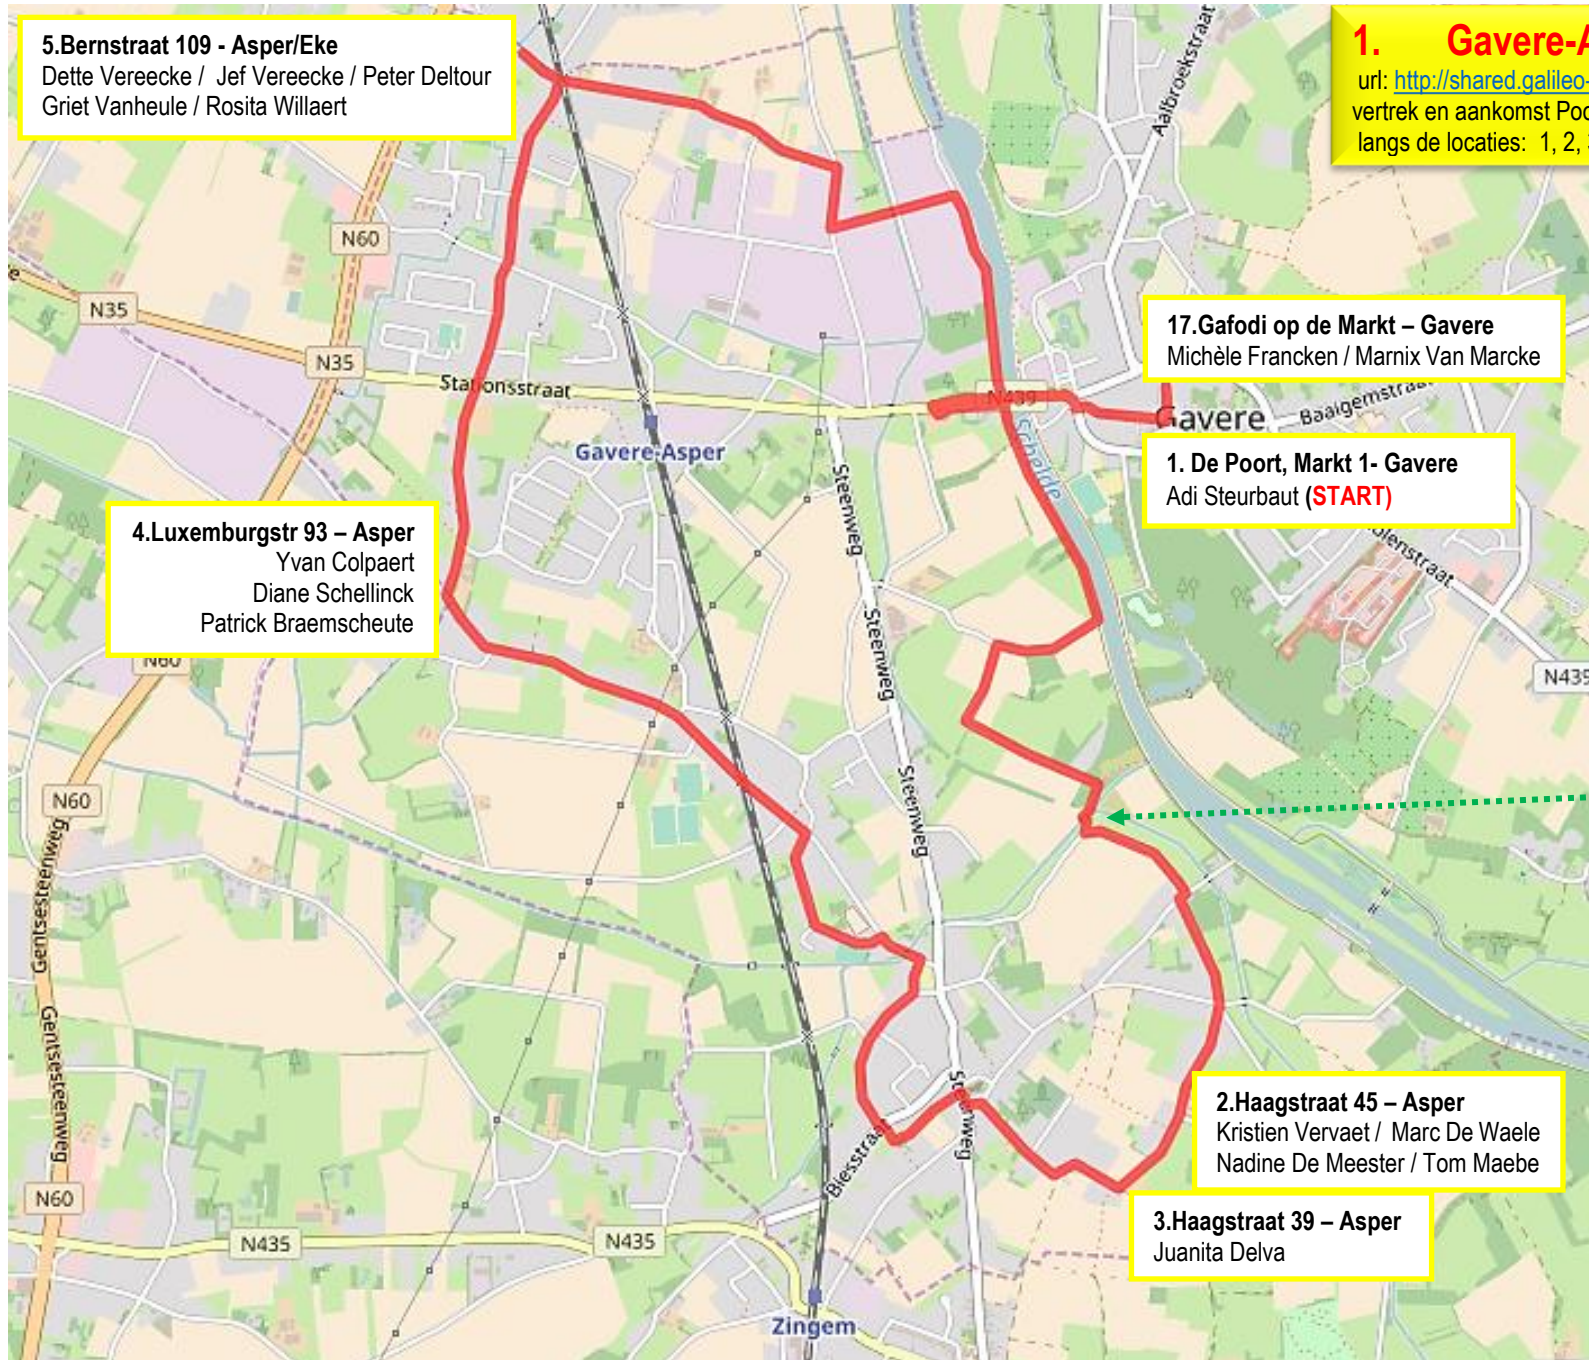 5.Bernstraat 109 - Asper/Eke
Dette Vereecke / Jef Vereecke / Peter Deltour
Griet Vanheule / Rosita Willaert
1. Gavere-A
url: http://shared.galileo-
vertrek en aankomst Poo
langs de locaties: 1, 2,
Aalbroekstraat
N60
N35
N35
Stationsstraat
N439
17.Gafodi op de Markt – Gavere
Michèle Francken / Marnix Van Marcke
Gavere
Baaigemstraat
Gavere-Asper
Schelde
1. De Poort, Markt 1- Gavere
Adi Steurbaut (START)
olenstraat
Steenweg
4.Luxemburgstr 93 – Asper
Yvan Colpaert
Diane Schellinck
Patrick Braemscheute
N60
Steenweg
N439
N60
Steenweg
Gentsesteenweg
Gentsesteenweg
Steenweg
Biesstraat
2.Haagstraat 45 – Asper
Kristien Vervaet / Marc De Waele
Nadine De Meester / Tom Maebe
3.Haagstraat 39 – Asper
Juanita Delva
N60
N435
N435
Zingem